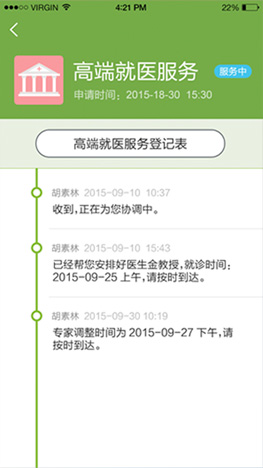 VIRGIN 4:21 PM 22%
高端就医服务 服务中
申请时间：2015-18-30 15:30
高端就医服务登记表
胡素林 2015-09-10 10:37
收到,正在为您协调中。
胡素林 2015-09-10 15:43
已经帮您安排好医生金教授,就诊时间：
2015-09-25 上午,请按时到达。
胡素林 2015-09-30 10:19
专家调整时间为 2015-09-27 下午,请
按时到达。